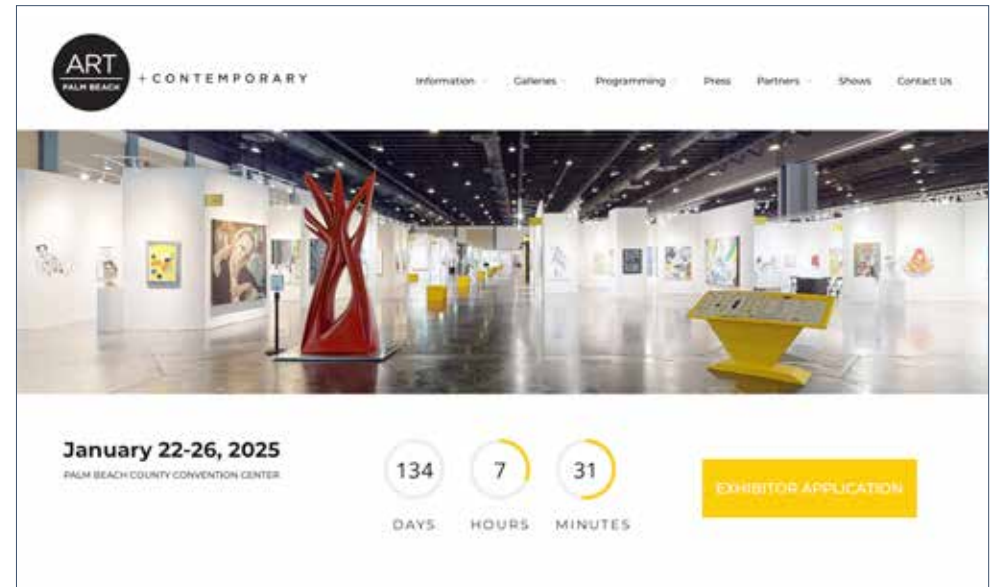 ART
PALM BEACH
+ CONTEMPORARY
Information
Galleries
Programming
Press
Partners
Shows
Contact Us
January 22-26, 2025
PALM BEACH COUNTY CONVENTION CENTER
134
7
31
DAYS
HOURS
MINUTES
EXHIBITOR APPLICATION